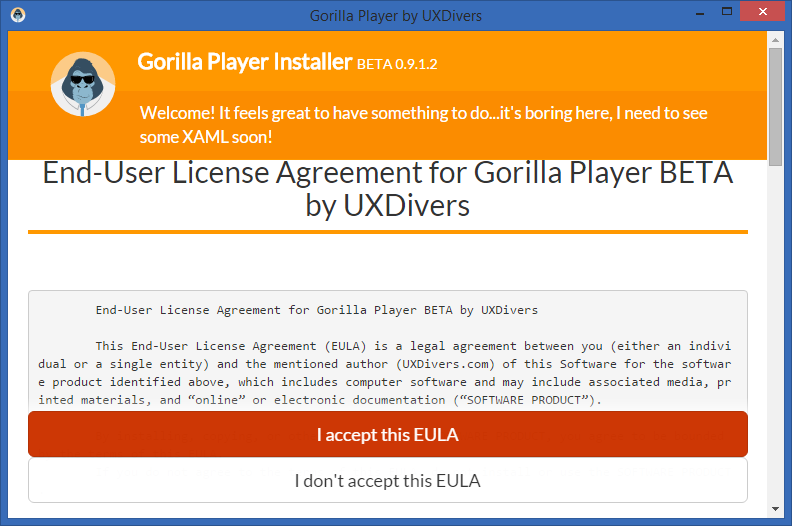 Gorilla Player by UXDivers
Gorilla Player Installer BETA 0.9.1.2
Welcome! It feels great to have something to do...it's boring here, I need to see
some XAML soon!
End-User License Agreement for Gorilla Player BETA
by UXDivers
End-User License Agreement for Gorilla Player BETA by UXDivers
This End-User License Agreement (EULA) is a legal agreement between you (either an indivi
dual or a single entity) and the mentioned author (UXDivers.com) of this Software for the softwar
e product identified above, which includes computer software and may include associated media, pr
inted materials, and “online” or electronic documentation (“SOFTWARE PRODUCT”).
I accept this EULA
I don't accept this EULA